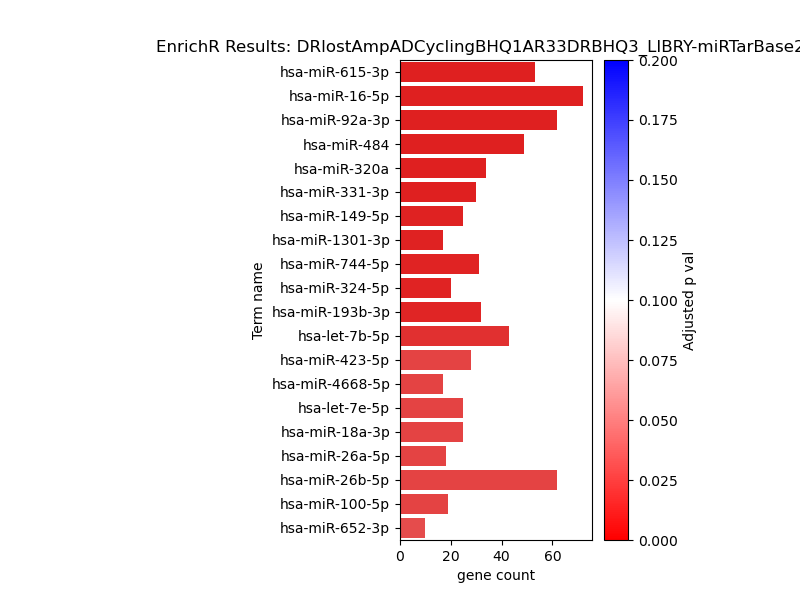 EnrichR Results: DRlostAmpADCyclingBHQ1AR33DRBHQ3_LIBRY-miRTarBase2
hsa-miR-615-3p
hsa-miR-16-5p
hsa-miR-92a-3p
hsa-miR-484
hsa-miR-320a
hsa-miR-331-3p
hsa-miR-149-5p
hsa-miR-1301-3p
hsa-miR-744-5p
hsa-miR-324-5p
hsa-miR-193b-3p
hsa-let-7b-5p
hsa-miR-423-5p
hsa-miR-4668-5p
hsa-let-7e-5p
hsa-miR-18a-3p
hsa-miR-26a-5p
hsa-miR-26b-5p
hsa-miR-100-5p
hsa-miR-652-3p
Term name
0 20 40 60
gene count
0.200
0.175
0.150
0.125
0.100
0.075
0.050
0.025
0.000
Adjusted p val